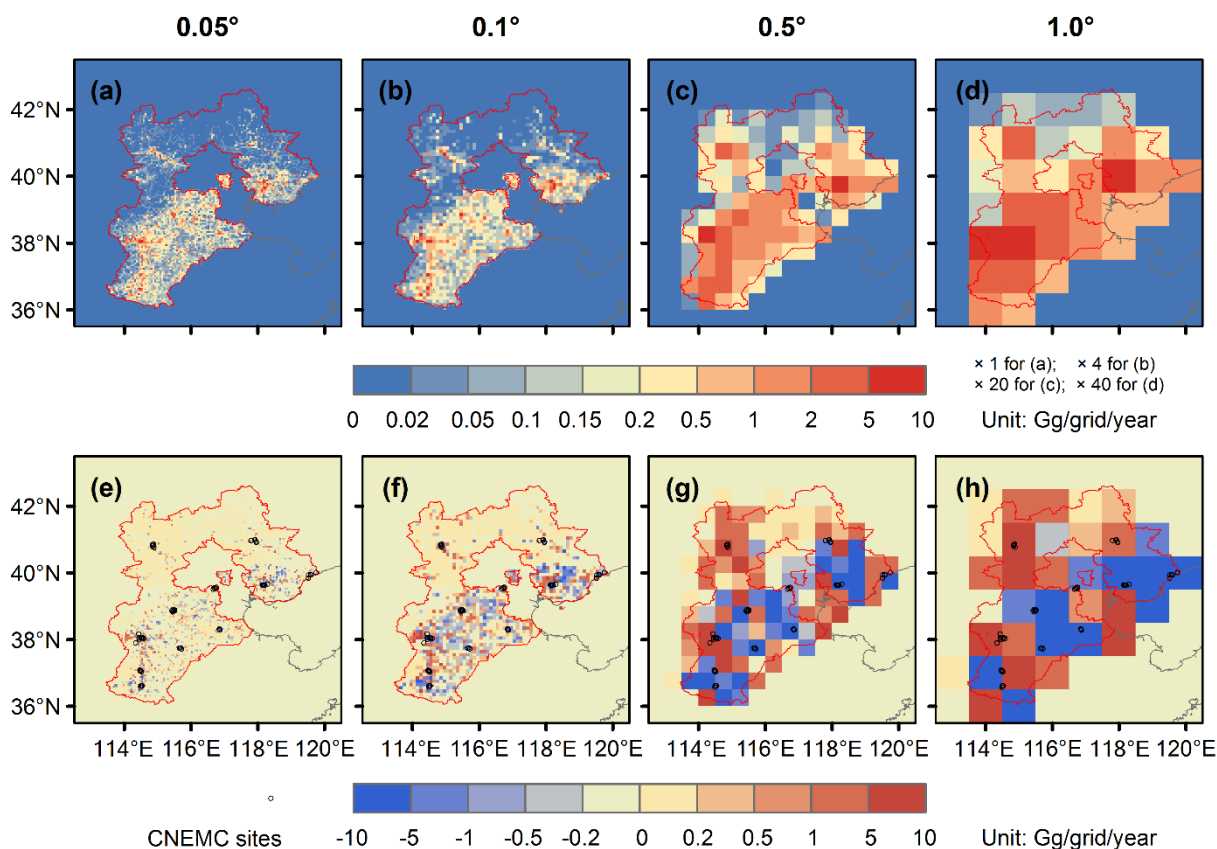 0.05° 0.1° 0.5° 1.0°
(a) (b) (c) (d)
42°N
40°N
38°N
36°N
0 0.02 0.05 0.1 0.15 0.2 0.5 1 2 5 10
× 1 for (a); × 4 for (b)
× 20 for (c); × 40 for (d)
Unit: Gg/grid/year
(e) (f) (g) (h)
42°N
40°N
38°N
36°N
114°E 116°E 118°E 120°E 114°E 116°E 118°E 120°E 114°E 116°E 118°E 120°E 114°E 116°E 118°E 120°E
CNEMC sites
-10 -5 -1 -0.5 -0.2 0 0.2 0.5 1 5 10
Unit: Gg/grid/year